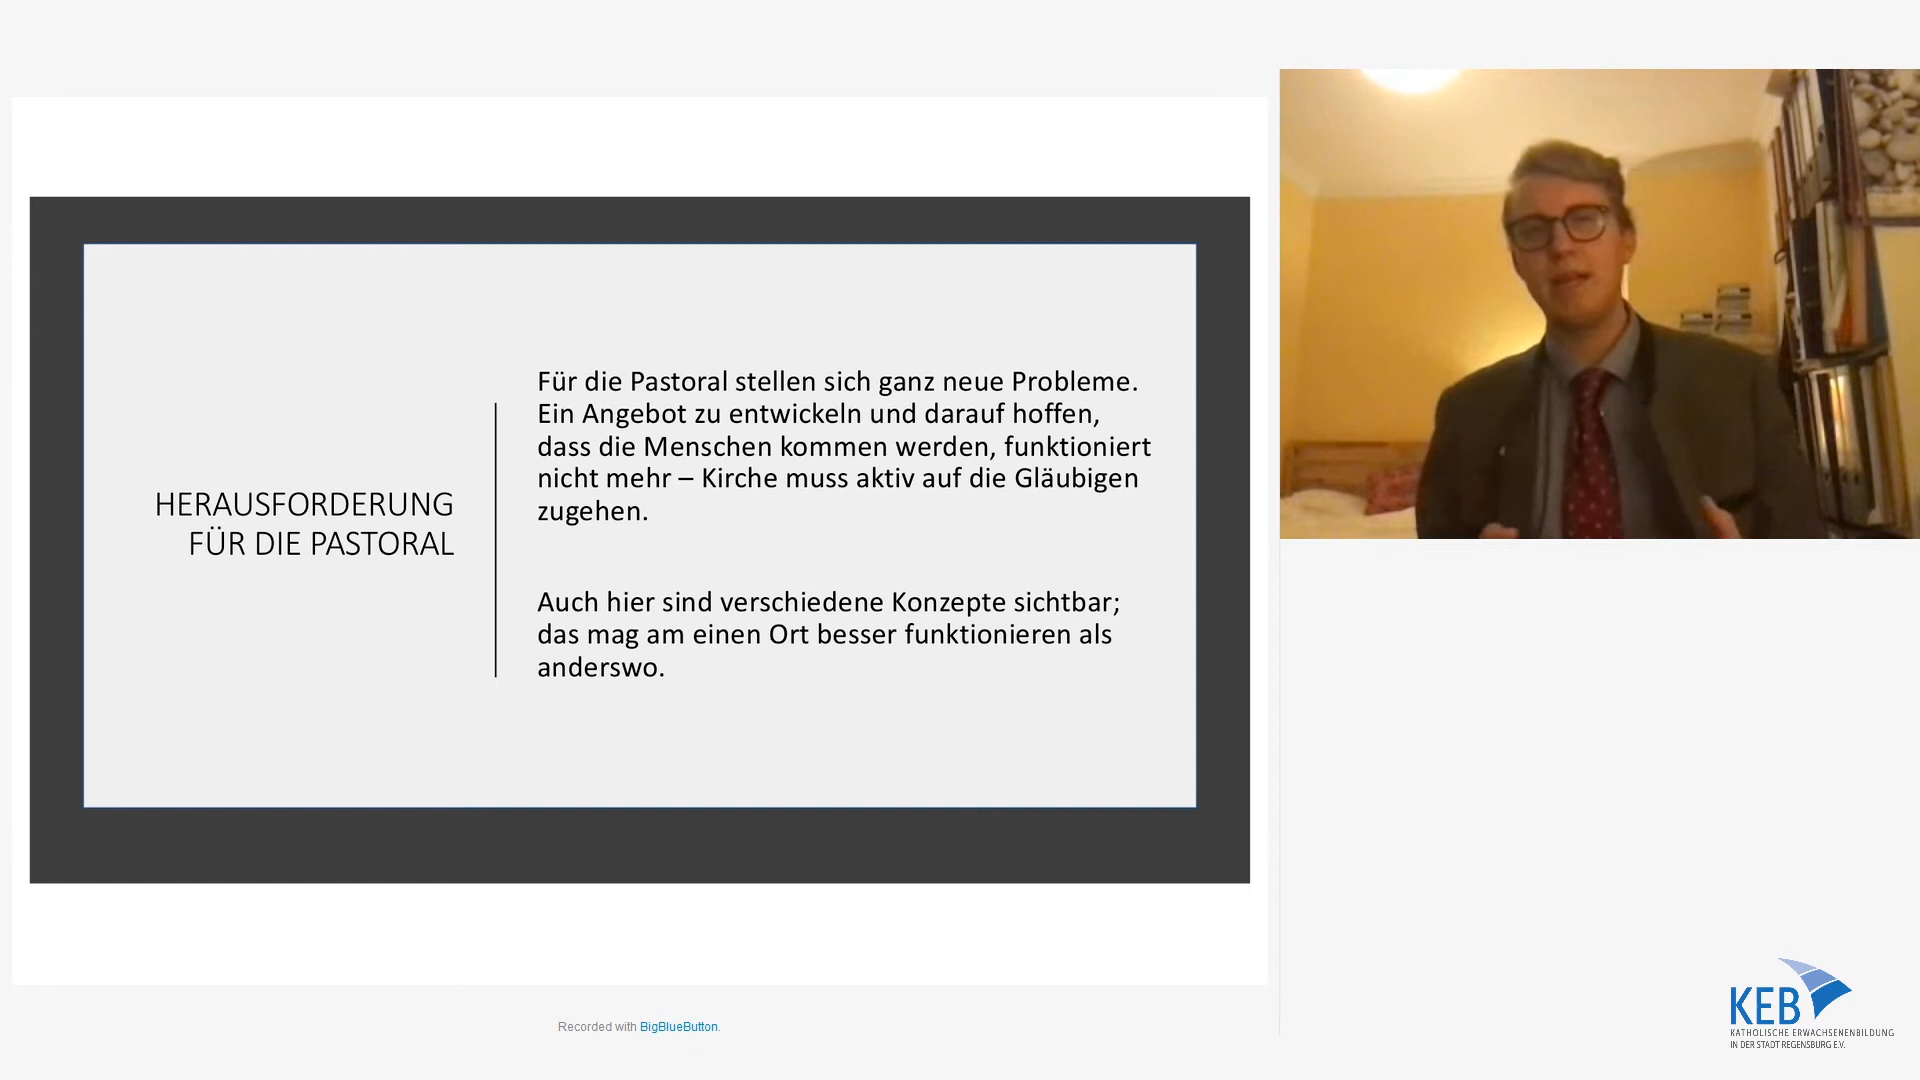 HERAUSFORDERUNG
FÜR DIE PASTORAL
Für die Pastoral stellen sich ganz neue Probleme.
Ein Angebot zu entwickeln und darauf hoffen,
dass die Menschen kommen werden, funktioniert
nicht mehr – Kirche muss aktiv auf die Gläubigen
zugehen.
Auch hier sind verschiedene Konzepte sichtbar;
das mag am einen Ort besser funktionieren als
anderswo.
Recorded with BigBlueButton.
KEB
KATHOLISCHE ERWACHSENENBILDUNG
IN DER STADT REGENSBURG E.V.